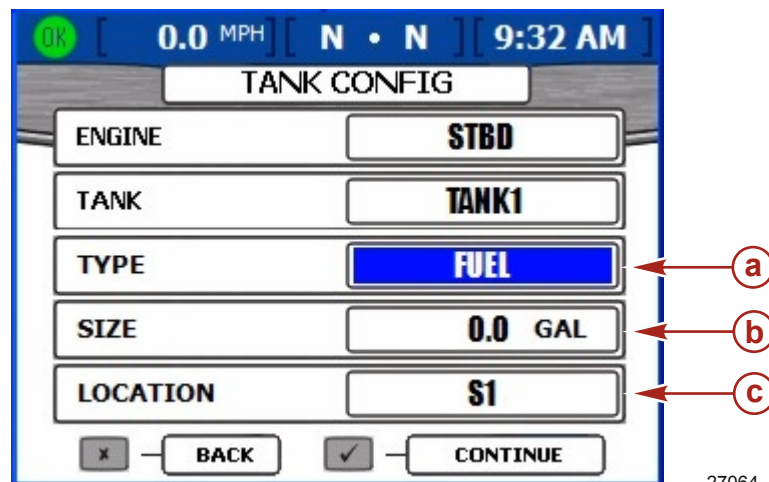 OK [ 0.0 MPH ] [ N • N ] [ 9:32 AM ]
TANK CONFIG
ENGINE STBD
TANK TANK1
TYPE FUEL a
SIZE 0.0 GAL b
LOCATION S1 c
x BACK ✓ CONTINUE
27064